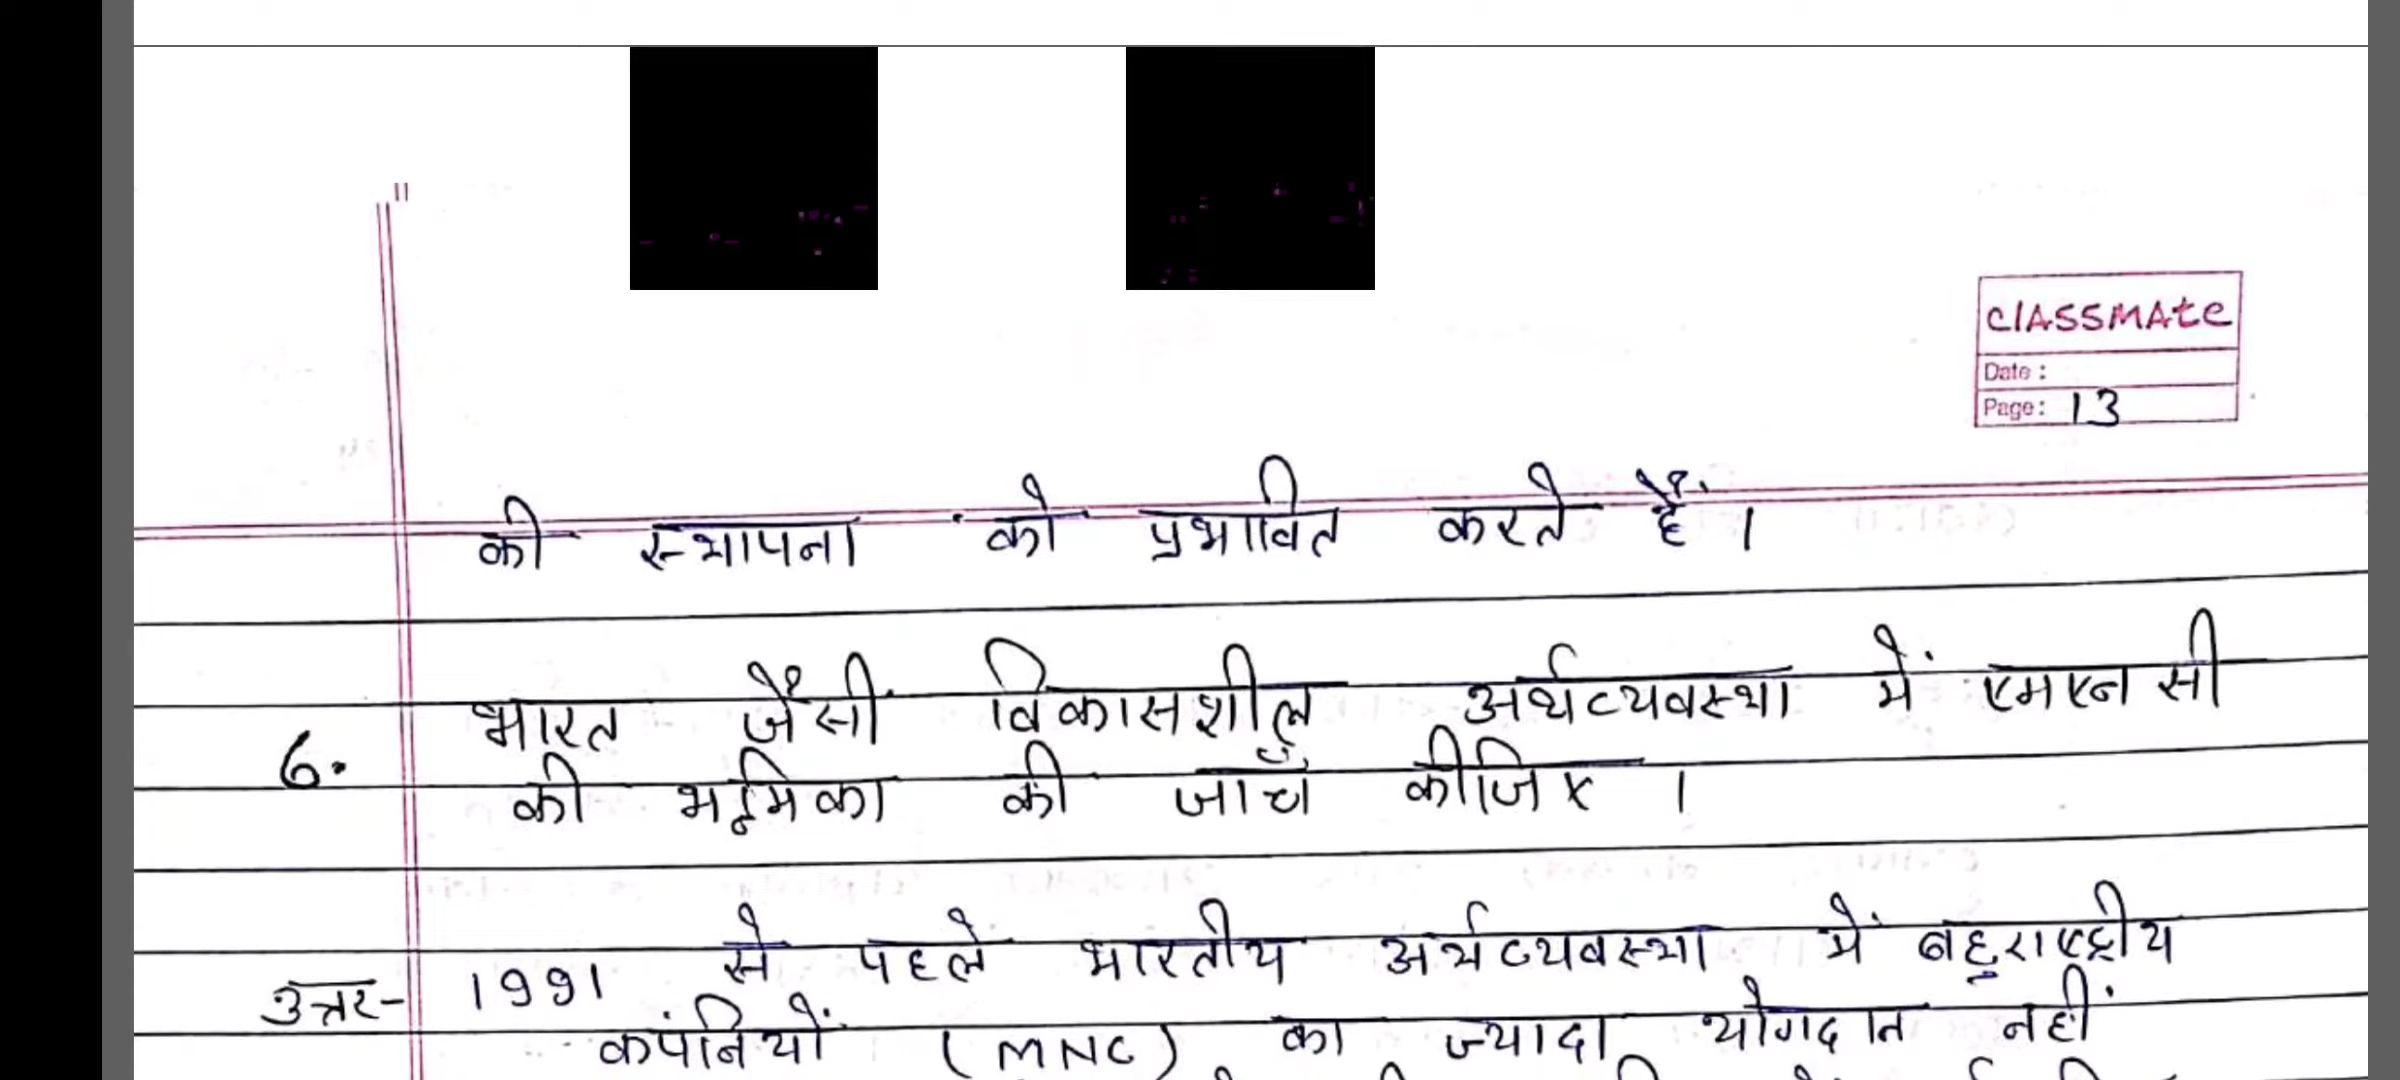 classmate
Date :
Page: 13
की स्थापना को प्रभावित करते हैं।
6. भारत जैसी विकासशील अर्थव्यवस्था में एमएनसी
की भूमिका की जाँच कीजिए।
उत्तर- 1991 से पहले भारतीय अर्थव्यवस्था में बहुराष्ट्रीय
कंपनियों (MNC) का ज्यादा योगदान नहीं